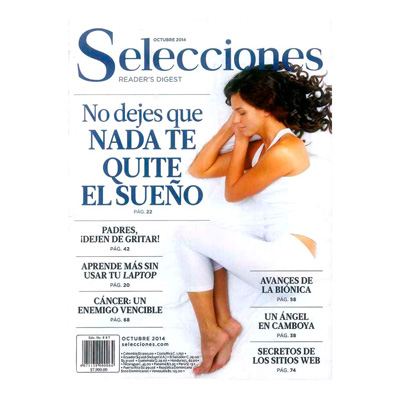 OCTUBRE 2014
Selecciones
READER'S DIGEST
No dejes que
NADA TE
QUITE
EL SUEÑO
PÁG. 22
PADRES,
¡DEJEN DE GRITAR!
PÁG. 42
APRENDE MÁS SIN
USAR TU LAPTOP
PÁG. 20
CÁNCER: UN
ENEMIGO VENCIBLE
PÁG. 68
AVANCES DE
LA BIÓNICA
PÁG. 58
UN ÁNGEL
EN CAMBOYA
PÁG. 38
SECRETOS DE
LOS SITIOS WEB
PÁG. 74
OCTUBRE 2014
selecciones.com